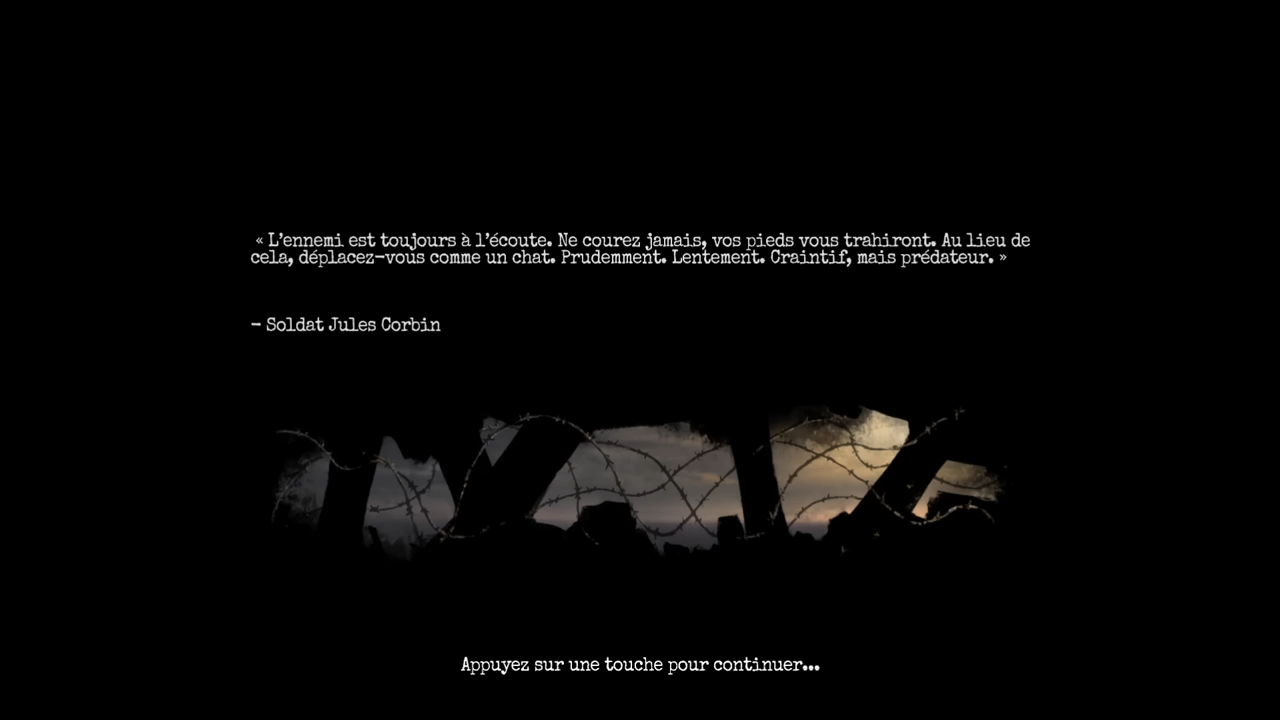 « L’ennemi est toujours à l’écoute. Ne courez jamais, vos pieds vous trahiront. Au lieu de
cela, déplacez-vous comme un chat. Prudemment. Lentement. Craintif, mais prédateur. »
- Soldat Jules Corbin
Appuyez sur une touche pour continuer...